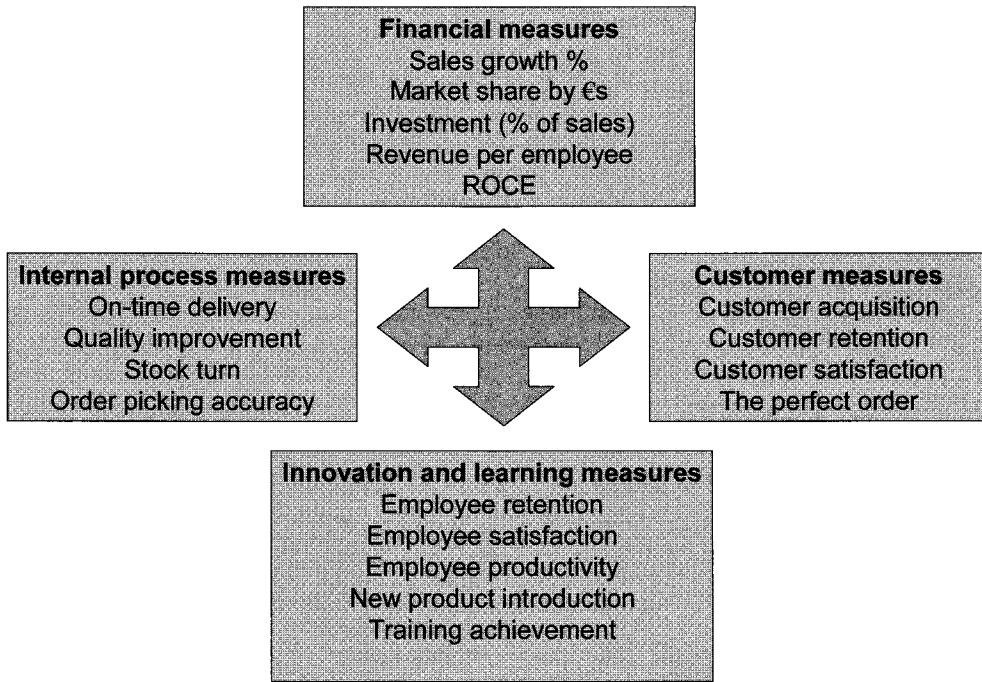 Financial measures
Sales growth %
Market share by €s
Investment (% of sales)
Revenue per employee
ROCE
Internal process measures
On-time delivery
Quality improvement
Stock turn
Order picking accuracy
Customer measures
Customer acquisition
Customer retention
Customer satisfaction
The perfect order
Innovation and learning measures
Employee retention
Employee satisfaction
Employee productivity
New product introduction
Training achievement